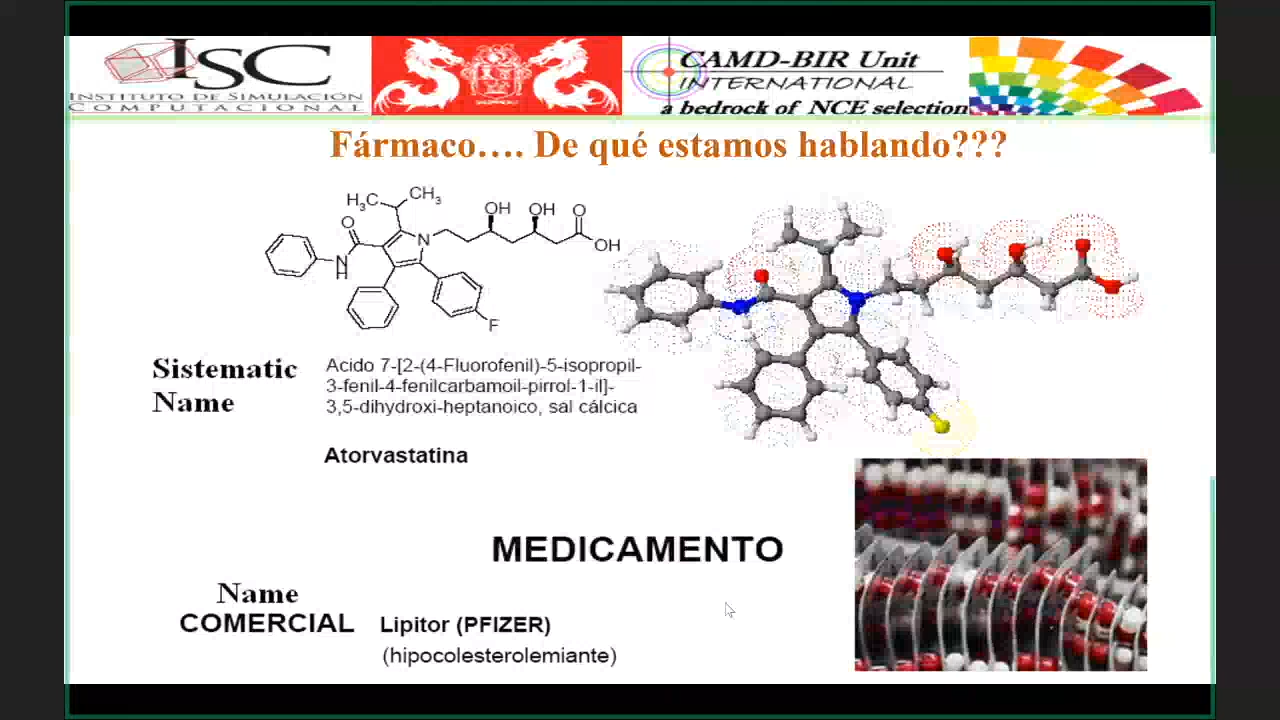 ISC
INSTITUTO DE SIMULACIÓN
COMPUTACIONAL
CAMD-BIR Unit
INTERNATIONAL
a bedrock of NCE selection
Fármaco.... De qué estamos hablando???
H3C
CH3
OH
OH
O
O
N
OH
N
H
F
Sistematic
Name
Acido 7-[2-(4-Fluorofenil)-5-isopropil-
3-fenil-4-fenilcarbamoil-pirrol-1-il]-
3,5-dihydroxi-heptanoico, sal cálcica
Atorvastatina
MEDICAMENTO
Name
COMERCIAL
Lipitor (PFIZER)
(hipocolesterolemiante)